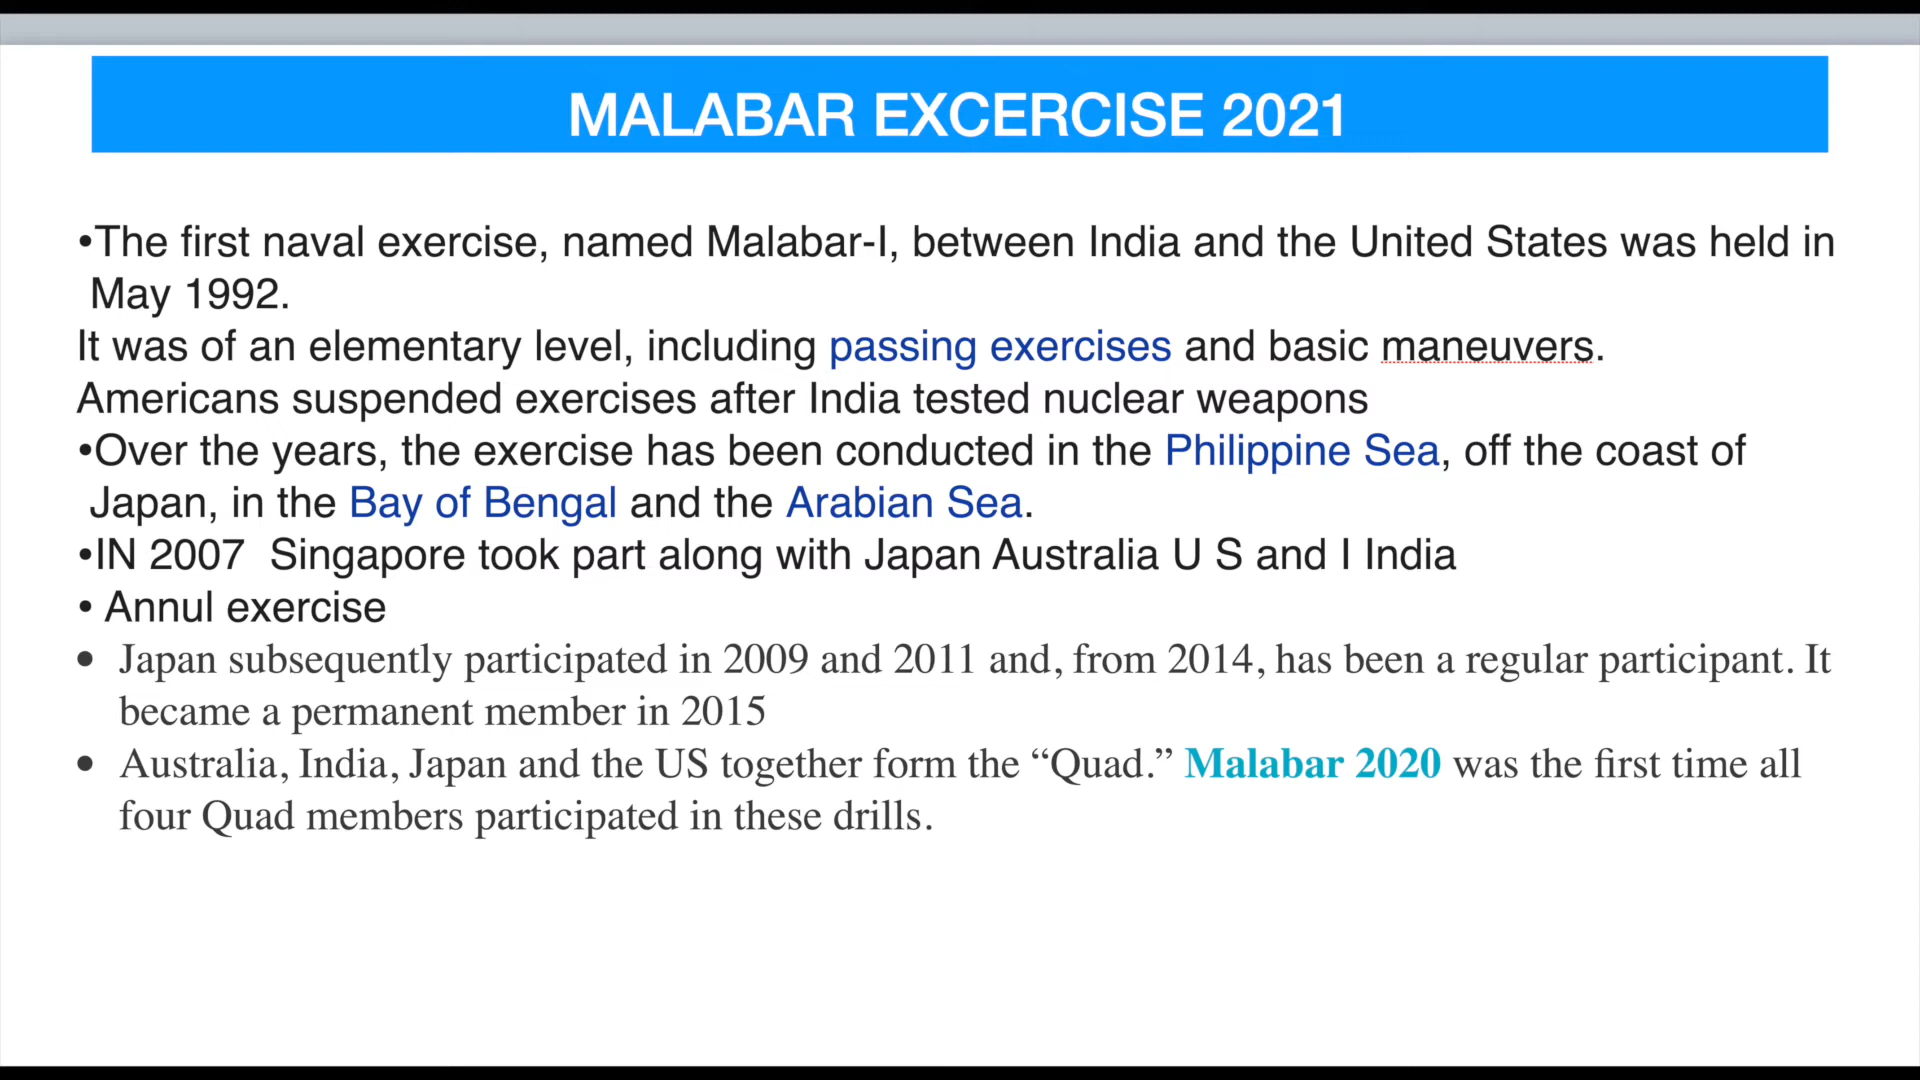 MALABAR EXCERCISE 2021
•The first naval exercise, named Malabar-I, between India and the United States was held in
May 1992.
It was of an elementary level, including passing exercises and basic maneuvers.
Americans suspended exercises after India tested nuclear weapons
•Over the years, the exercise has been conducted in the Philippine Sea, off the coast of
Japan, in the Bay of Bengal and the Arabian Sea.
•IN 2007  Singapore took part along with Japan Australia U S and I India
• Annul exercise
• Japan subsequently participated in 2009 and 2011 and, from 2014, has been a regular participant. It
became a permanent member in 2015
• Australia, India, Japan and the US together form the “Quad.” Malabar 2020 was the first time all
four Quad members participated in these drills.